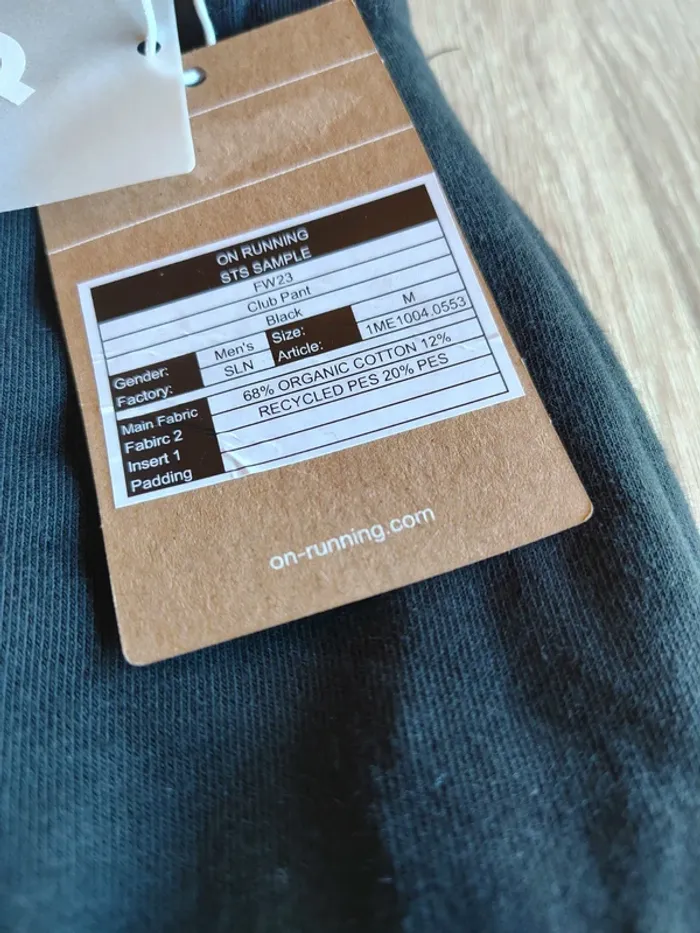 ON RUNNING
STS SAMPLE
FW23
Club Pant
Black
Gender: Men's Size: M
Factory: SLN Article: 1ME1004.0553
Main Fabric 68% ORGANIC COTTON 12%
Fabirc 2 RECYCLED PES 20% PES
Insert 1
Padding
on-running.com